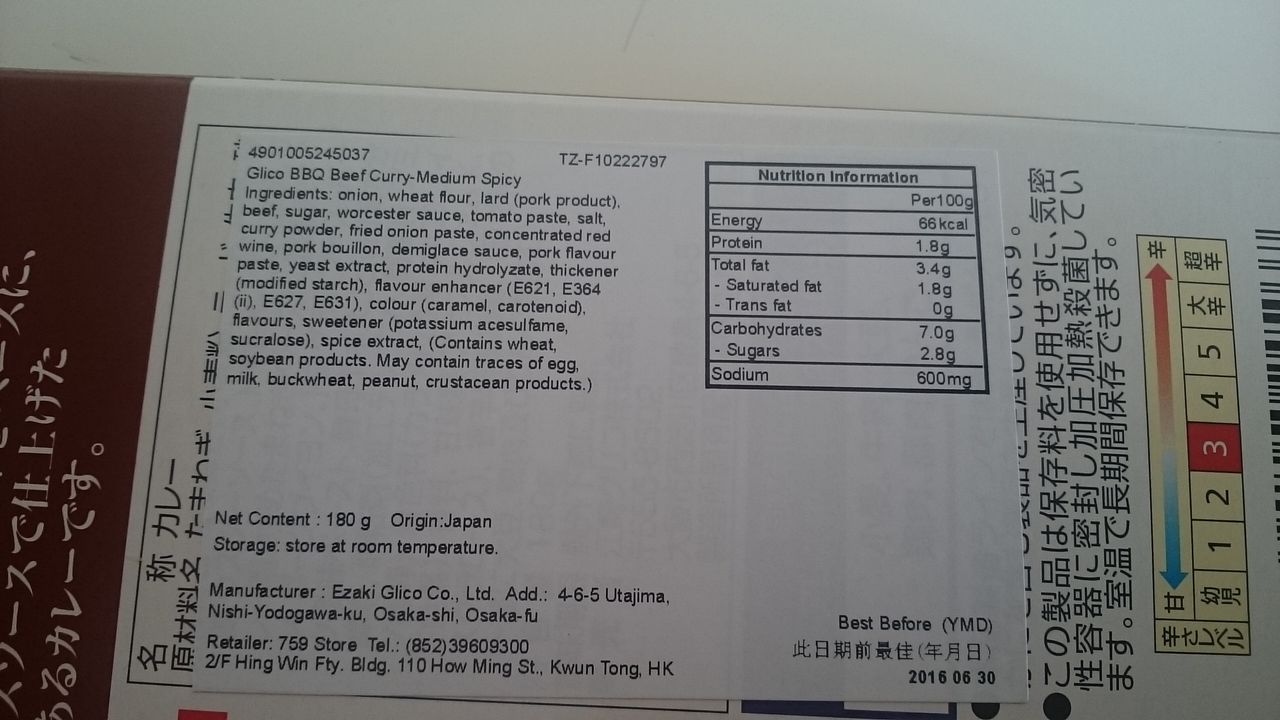 4901005245037
TZ-F10222797
Glico BBQ Beef Curry-Medium Spicy
Ingredients: onion, wheat flour, lard (pork product),
beef, sugar, worcester sauce, tomato paste, salt,
curry powder, fried onion paste, concentrated red
wine, pork bouillon, demiglace sauce, pork flavour
paste, yeast extract, protein hydrolyzate, thickener
(modified starch), flavour enhancer (E621, E364
(ii), E627, E631), colour (caramel, carotenoid),
flavours, sweetener (potassium acesulfame,
sucralose), spice extract, (Contains wheat,
soybean products. May contain traces of egg,
milk, buckwheat, peanut, crustacean products.)
Nutrition Information
Per100g
Energy 66kcal
Protein 1.8g
Total fat 3.4g
- Saturated fat 1.8g
- Trans fat 0g
Carbohydrates 7.0g
- Sugars 2.8g
Sodium 600mg
Net Content : 180 g Origin:Japan
Storage: store at room temperature.
Manufacturer : Ezaki Glico Co., Ltd. Add.: 4-6-5 Utajima,
Nishi-Yodogawa-ku, Osaka-shi, Osaka-fu
Retailer: 759 Store Tel.: (852)39609300
2/F Hing Win Fty. Bldg. 110 How Ming St., Kwun Tong, HK
Best Before (YMD)
此日期前最佳(年月日)
2016 06 30
ソースで仕上げた
あるカレーです。
名 称 カレー
原材料名 たまねぎ
●この製品は保存料を使用せずに、気密
性容器に密封し加圧加熱殺菌してい
ます。室温で長期間保存できます。
甘 辛
辛さレベル 幼児 1 2 3 4 5 大辛 超辛